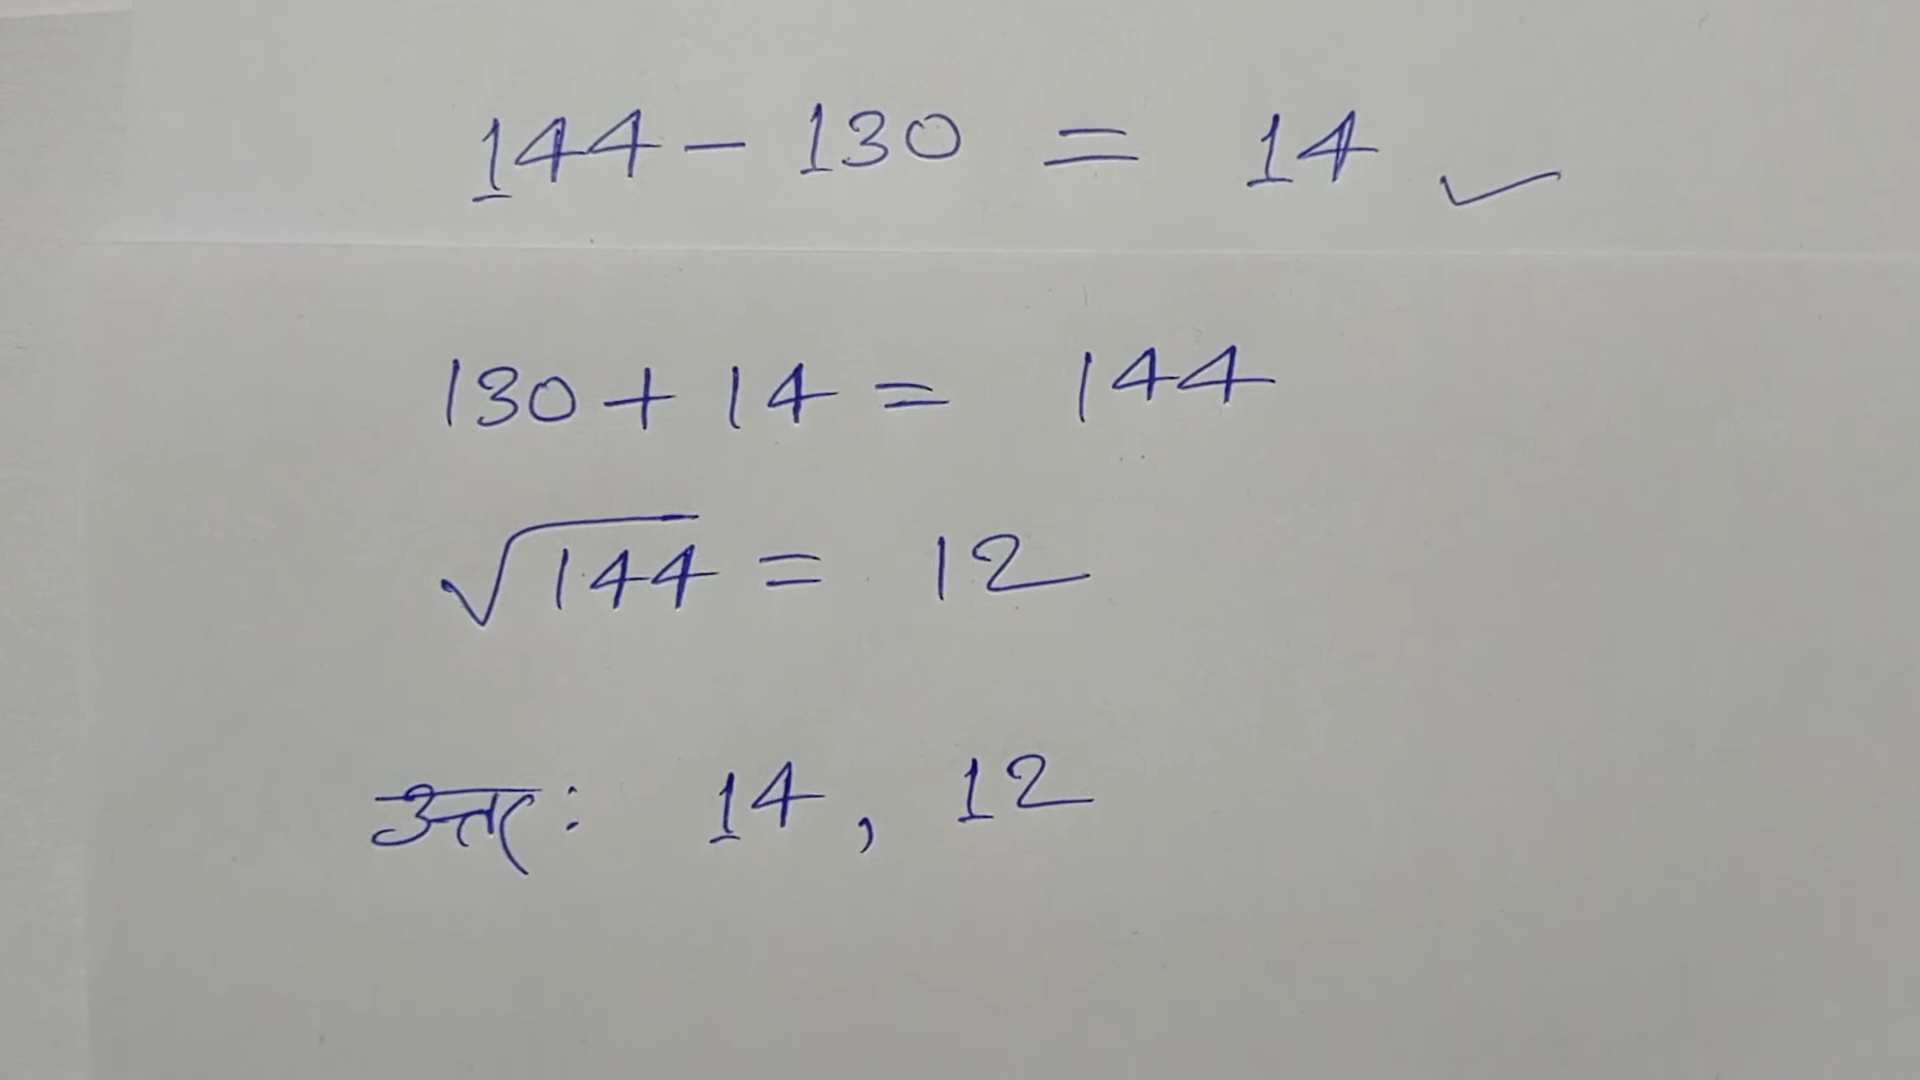 144 - 130 = 14 ✓
130 + 14 = 144
√144 = 12
उत्तर: 14, 12